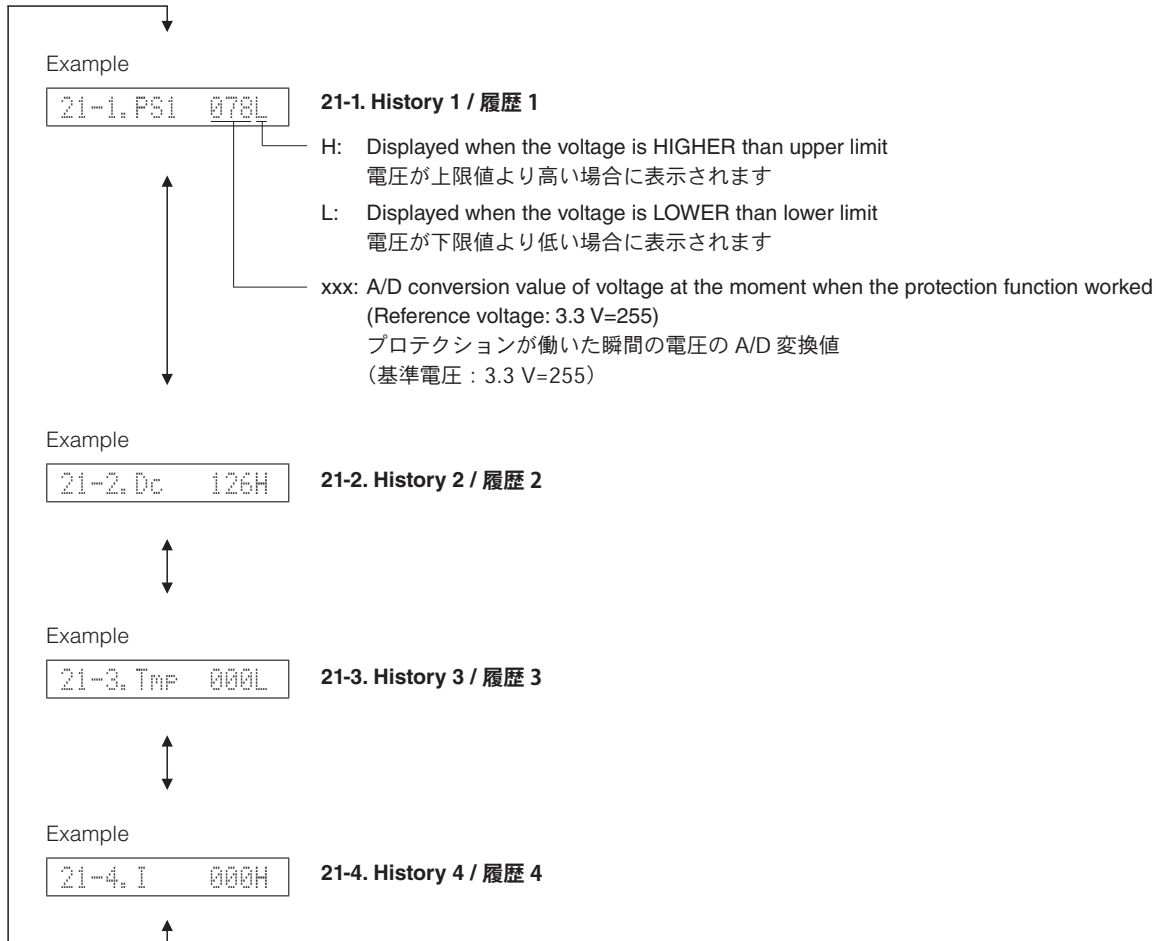 Example
21-1.PS1 078L
21-1. History 1 / 履歴 1
H: Displayed when the voltage is HIGHER than upper limit
電圧が上限値より高い場合に表示されます
L: Displayed when the voltage is LOWER than lower limit
電圧が下限値より低い場合に表示されます
xxx: A/D conversion value of voltage at the moment when the protection function worked
(Reference voltage: 3.3 V=255)
プロテクションが働いた瞬間の電圧の A/D 変換値
(基準電圧:3.3 V=255)
Example
21-2.Dc 126H
21-2. History 2 / 履歴 2
Example
21-3.Tmp 000L
21-3. History 3 / 履歴 3
Example
21-4.I 000H
21-4. History 4 / 履歴 4